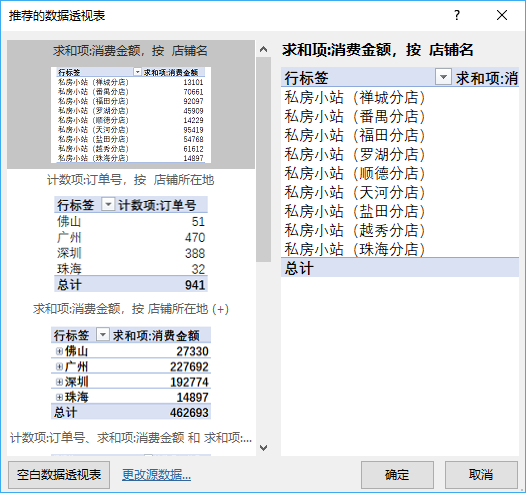 推荐的数据透视表
?
求和项:消费金额，按 店铺名
行标签 求和项:消费金额
私房小站（禅城分店） 13101
私房小站（番禺分店） 70661
私房小站（福田分店） 92097
私房小站（罗湖分店） 45909
私房小站（顺德分店） 14229
私房小站（天河分店） 95419
私房小站（盐田分店） 54768
私房小站（越秀分店） 61612
私房小站（珠海分店） 14897
计数项:订单号，按 店铺所在地
行标签 计数项:订单号
佛山 51
广州 470
深圳 388
珠海 32
总计 941
求和项:消费金额，按 店铺所在地 (+)
行标签 求和项:消费金额
佛山 27330
广州 227692
深圳 192774
珠海 14897
总计 462693
计数项:订单号、求和项:消费金额 和 求和项:...
求和项:消费金额，按 店铺名
行标签 求和项:消
私房小站（禅城分店）
私房小站（番禺分店）
私房小站（福田分店）
私房小站（罗湖分店）
私房小站（顺德分店）
私房小站（天河分店）
私房小站（盐田分店）
私房小站（越秀分店）
私房小站（珠海分店）
总计
空白数据透视表 更改源数据... 确定 取消